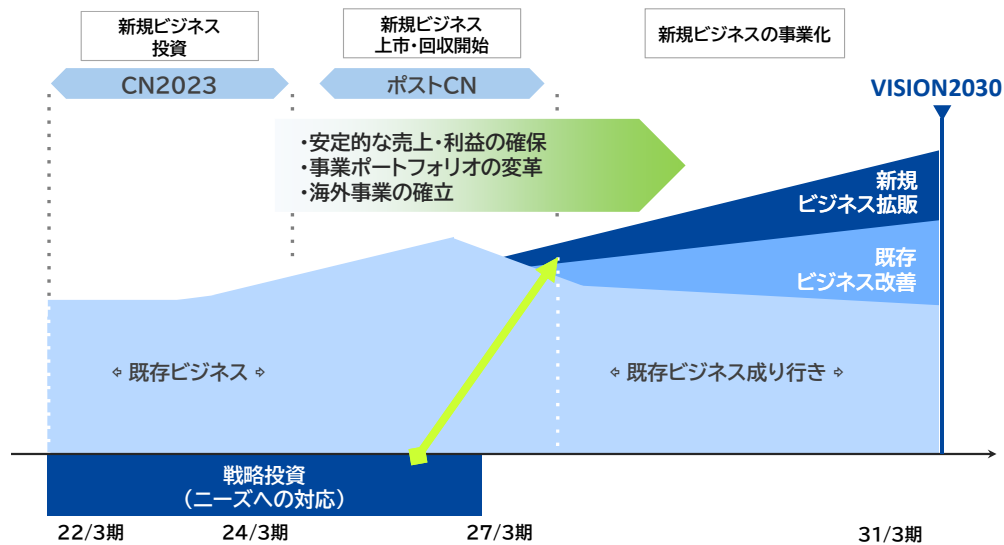 新規ビジネス
投資
新規ビジネス
上市・回収開始
新規ビジネスの事業化
CN2023
ポストCN
VISION2030
・安定的な売上・利益の確保
・事業ポートフォリオの変革
・海外事業の確立
新規
ビジネス拡販
既存
ビジネス改善
⇦ 既存ビジネス ⇨
⇦ 既存ビジネス成り行き ⇨
戦略投資
（ニーズへの対応）
22/3期
24/3期
27/3期
31/3期